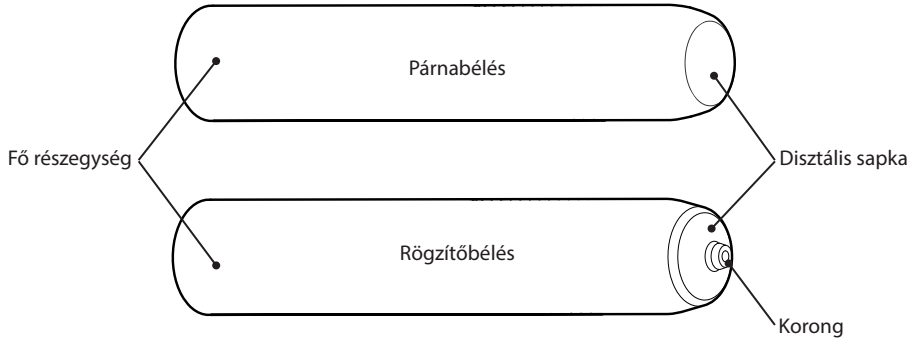 Párnabélés
Fő részegység
Disztális sapka
Rögzítőbélés
Korong